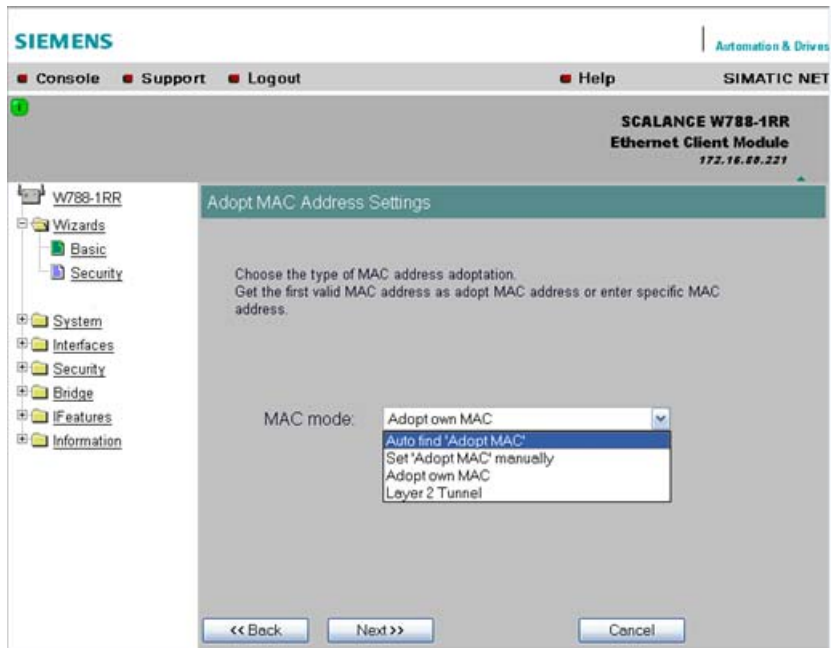 SIEMENS
Automation & Drives
Console Support Logout Help SIMATIC NET
SCALANCE W788-1RR
Ethernet Client Module
172.16.80.221
W788-1RR
Wizards
Basic
Security
System
Interfaces
Security
Bridge
IFeatures
Information
Adopt MAC Address Settings
Choose the type of MAC address adoptation.
Get the first valid MAC address as adopt MAC address or enter specific MAC
address.
MAC mode: Adopt own MAC
Auto find 'Adopt MAC'
Set 'Adopt MAC' manually
Adopt own MAC
Layer 2 Tunnel
<< Back Next >> Cancel